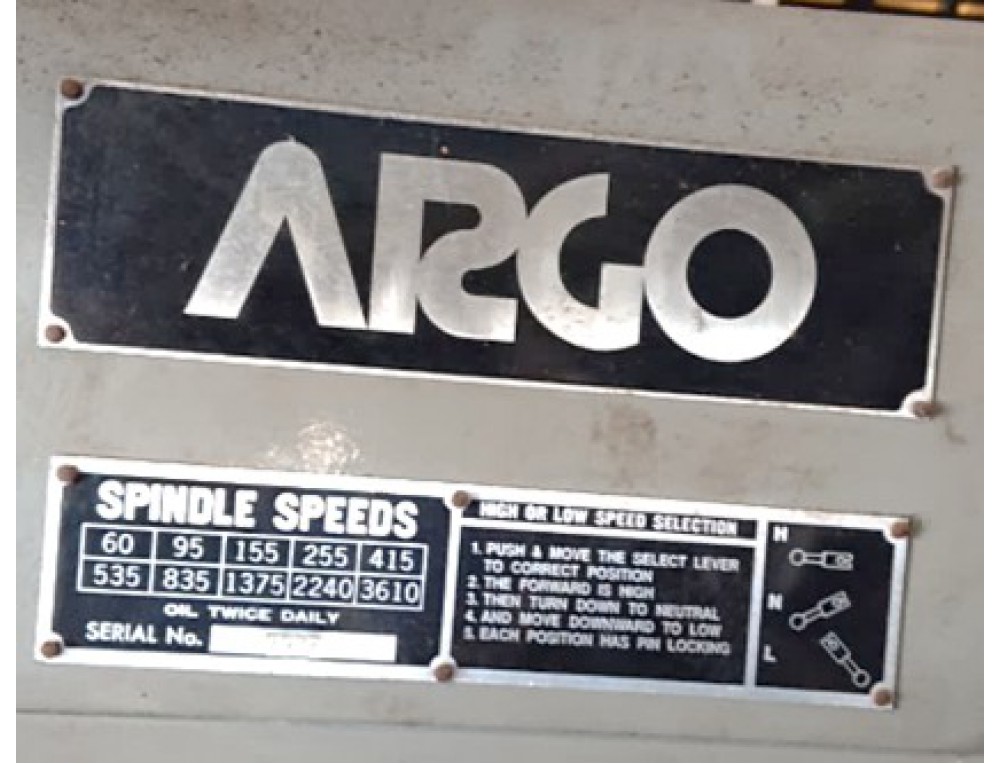 ARGO
SPINDLE SPEEDS
60 95 155 255 415
535 835 1375 2240 3610
OIL TWICE DAILY
SERIAL No.
HIGH OR LOW SPEED SELECTION
1. PUSH & MOVE THE SELECT LEVER
TO CORRECT POSITION
2. THE FORWARD IS HIGH
3. THEN TURN DOWN TO NEUTRAL
4. AND MOVE DOWNWARD TO LOW
5. EACH POSITION HAS PIN LOCKING
H
N
L